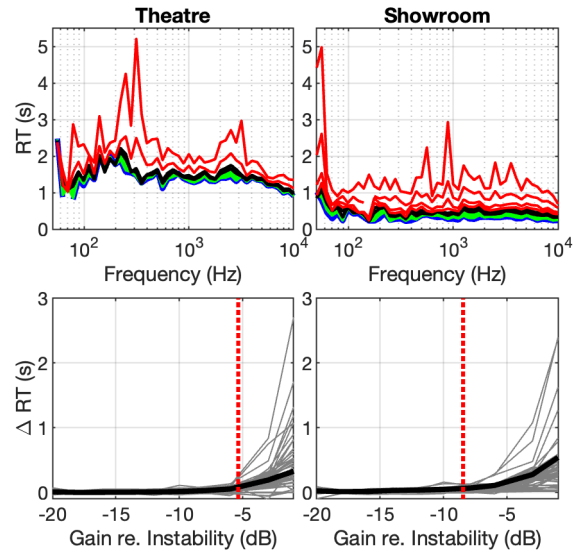 Theatre
Showroom
RT (s)
5
4
3
2
1
0
10² 10³ 10⁴
10² 10³ 10⁴
Frequency (Hz)
Frequency (Hz)
Δ RT (s)
3
2
1
0
-20 -15 -10 -5
-20 -15 -10 -5
Gain re. Instability (dB)
Gain re. Instability (dB)